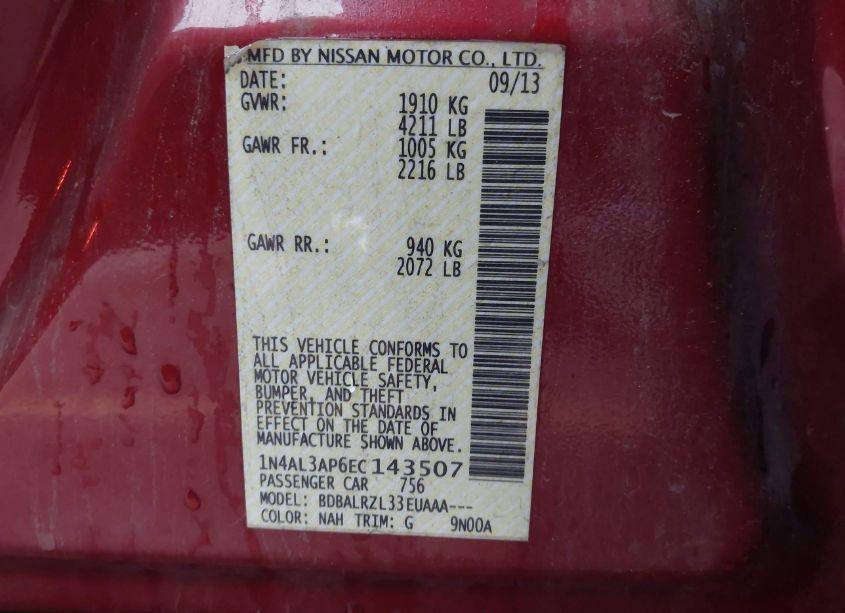 MFD BY NISSAN MOTOR CO., LTD.
DATE: 09/13
GVWR: 1910 KG
4211 LB
GAWR FR.: 1005 KG
2216 LB
GAWR RR.: 940 KG
2072 LB
THIS VEHICLE CONFORMS TO
ALL APPLICABLE FEDERAL
MOTOR VEHICLE SAFETY,
BUMPER, AND THEFT
PREVENTION STANDARDS IN
EFFECT ON THE DATE OF
MANUFACTURE SHOWN ABOVE.
1N4AL3AP6EC143507
PASSENGER CAR 756
MODEL: BDBALRZL33EUAAA---
COLOR: NAH TRIM: G 9N00A